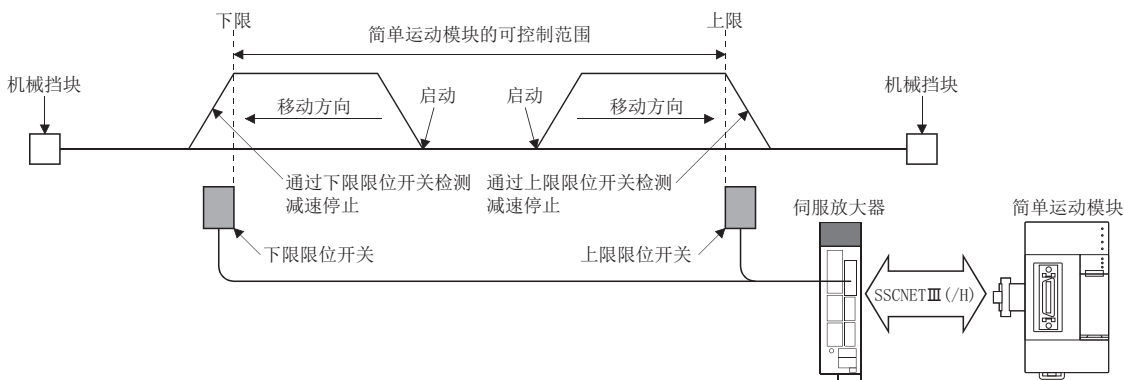 下限
上限
简单运动模块的可控制范围
机械挡块
启动
启动
机械挡块
移动方向
移动方向
通过下限限位开关检测
减速停止
通过上限限位开关检测
减速停止
伺服放大器
简单运动模块
下限限位开关
上限限位开关
SSCNETⅢ(/H)